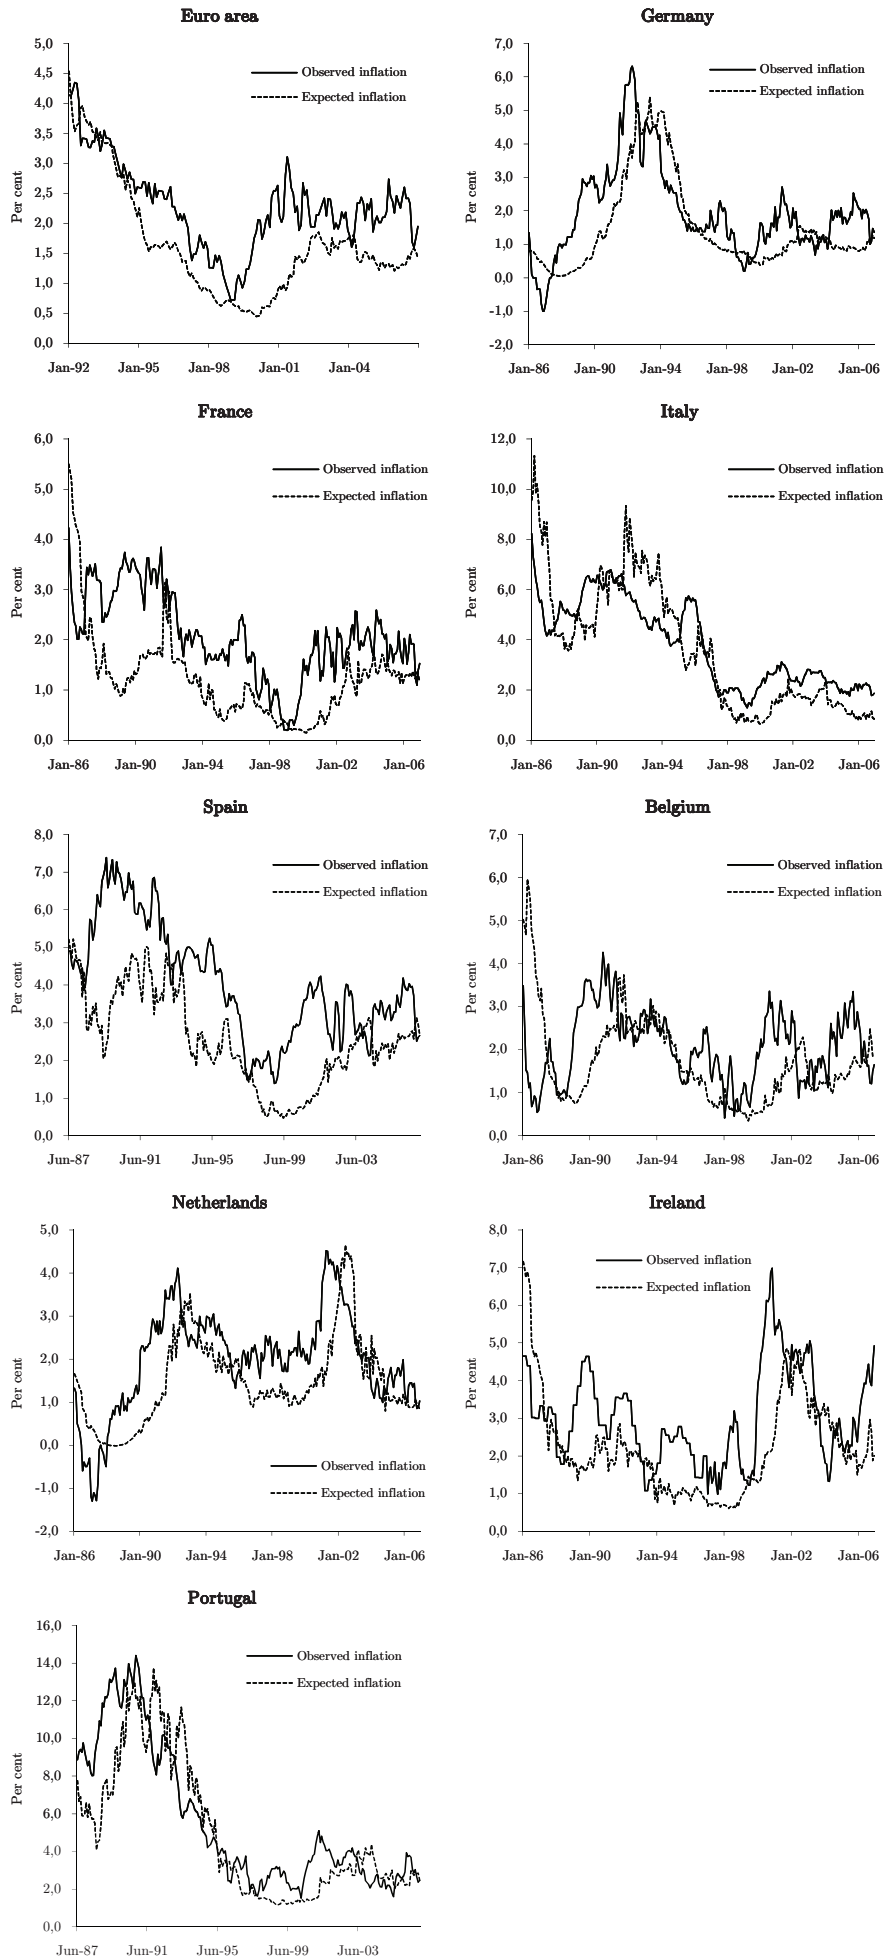 Euro area
Observed inflation
Expected inflation
Per cent
5,0
4,5
4,0
3,5
3,0
2,5
2,0
1,5
1,0
0,5
0,0
Jan-92 Jan-95 Jan-98 Jan-01 Jan-04
Germany
Observed inflation
Expected inflation
Per cent
7,0
6,0
5,0
4,0
3,0
2,0
1,0
0,0
-1,0
-2,0
Jan-86 Jan-90 Jan-94 Jan-98 Jan-02 Jan-06
France
Observed inflation
Expected inflation
Per cent
6,0
5,0
4,0
3,0
2,0
1,0
0,0
Jan-86 Jan-90 Jan-94 Jan-98 Jan-02 Jan-06
Italy
Observed inflation
Expected inflation
Per cent
12,0
10,0
8,0
6,0
4,0
2,0
0,0
Jan-86 Jan-90 Jan-94 Jan-98 Jan-02 Jan-06
Spain
Observed inflation
Expected inflation
Per cent
8,0
7,0
6,0
5,0
4,0
3,0
2,0
1,0
0,0
Jun-87 Jun-91 Jun-95 Jun-99 Jun-03
Belgium
Observed inflation
Expected inflation
Per cent
7,0
6,0
5,0
4,0
3,0
2,0
1,0
0,0
Jan-86 Jan-90 Jan-94 Jan-98 Jan-02 Jan-06
Netherlands
Observed inflation
Expected inflation
Per cent
5,0
4,0
3,0
2,0
1,0
0,0
-1,0
-2,0
Jan-86 Jan-90 Jan-94 Jan-98 Jan-02 Jan-06
Ireland
Observed inflation
Expected inflation
Per cent
8,0
7,0
6,0
5,0
4,0
3,0
2,0
1,0
0,0
Jan-86 Jan-90 Jan-94 Jan-98 Jan-02 Jan-06
Portugal
Observed inflation
Expected inflation
Per cent
16,0
14,0
12,0
10,0
8,0
6,0
4,0
2,0
0,0
Jun-87 Jun-91 Jun-95 Jun-99 Jun-03